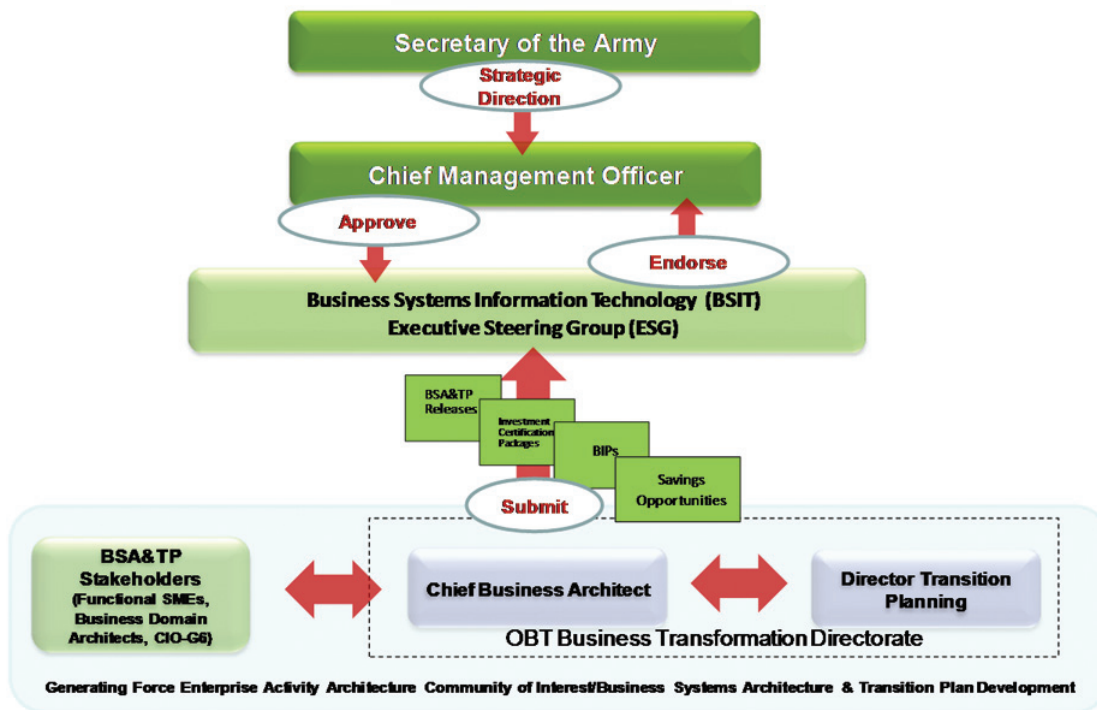 Secretary of the Army
Strategic
Direction
Chief Management Officer
Approve
Endorse
Business Systems Information Technology (BSIT)
Executive Steering Group (ESG)
BSA&TP
Releases
Investment
Certification
Packages
BIPs
Savings
Opportunities
Submit
BSA&TP
Stakeholders
(Functional SMEs,
Business Domain
Architects, CIO-G6)
Chief Business Architect
Director Transition
Planning
OBT Business Transformation Directorate
Generating Force Enterprise Activity Architecture Community of Interest/Business Systems Architecture & Transition Plan Development